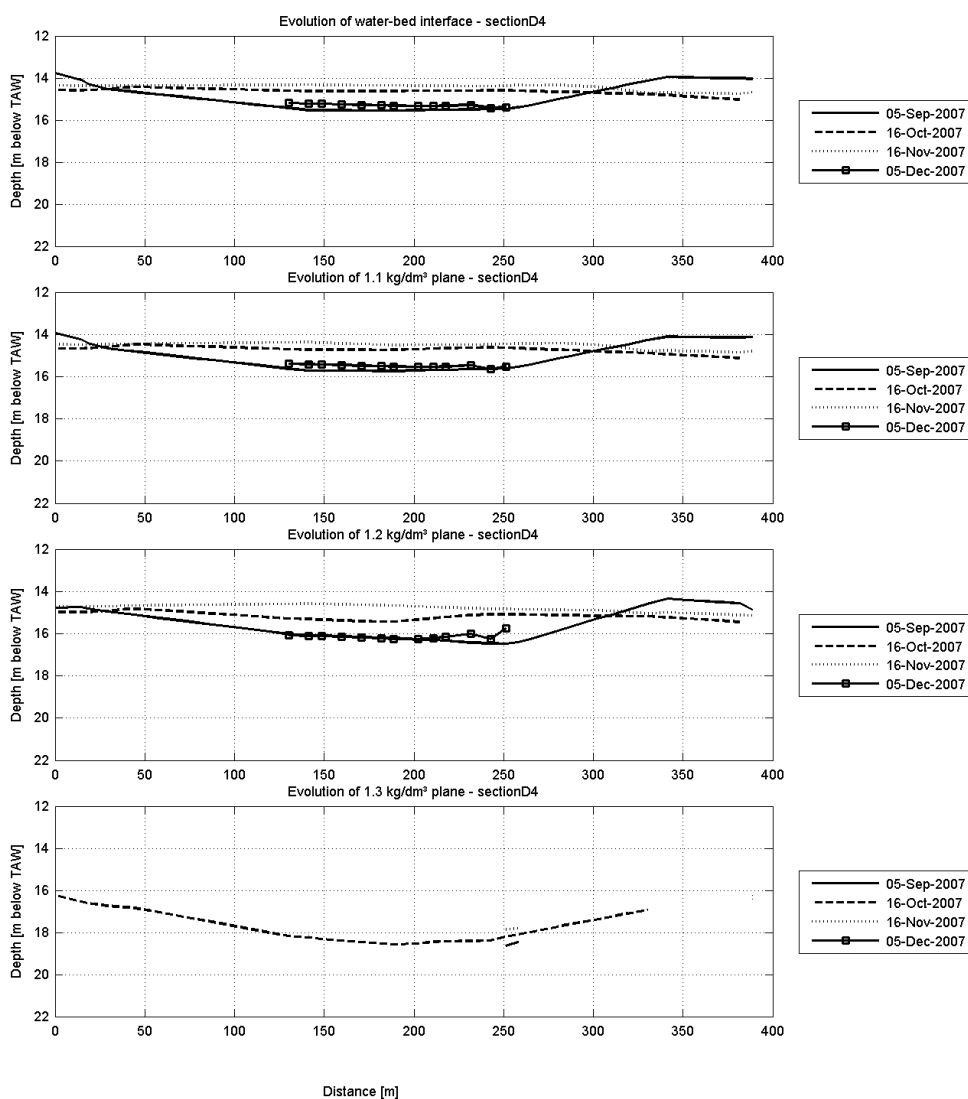 Evolution of water-bed interface - sectionD4
12
14
16
18
20
22
Depth [m below TAW]
0 50 100 150 200 250 300 350 400
05-Sep-2007
16-Oct-2007
16-Nov-2007
05-Dec-2007
Evolution of 1.1 kg/dm³ plane - sectionD4
12
14
16
18
20
22
Depth [m below TAW]
0 50 100 150 200 250 300 350 400
05-Sep-2007
16-Oct-2007
16-Nov-2007
05-Dec-2007
Evolution of 1.2 kg/dm³ plane - sectionD4
12
14
16
18
20
22
Depth [m below TAW]
0 50 100 150 200 250 300 350 400
05-Sep-2007
16-Oct-2007
16-Nov-2007
05-Dec-2007
Evolution of 1.3 kg/dm³ plane - sectionD4
12
14
16
18
20
22
Depth [m below TAW]
0 50 100 150 200 250 300 350 400
05-Sep-2007
16-Oct-2007
16-Nov-2007
05-Dec-2007
Distance [m]